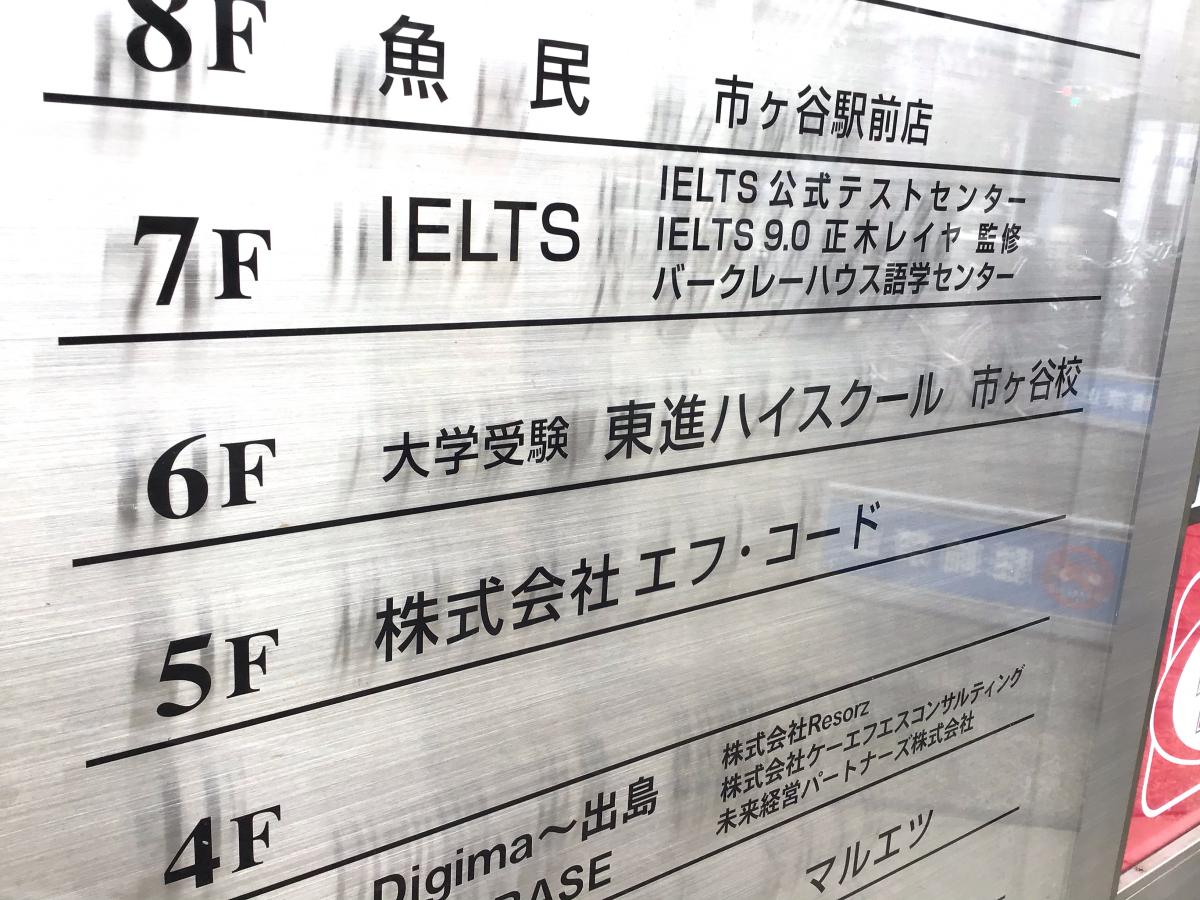 8F 魚民 市ヶ谷駅前店
7F IELTS IELTS 公式テストセンター
IELTS 9.0 正木レイヤ 監修
バークレーハウス語学センター
6F 大学受験 東進ハイスクール 市ヶ谷校
5F 株式会社 エフ・コード
4F Digima〜出島 株式会社Resorz
株式会社ケーエフエスコンサルティング
未来経営パートナーズ株式会社
BASE マルエツ